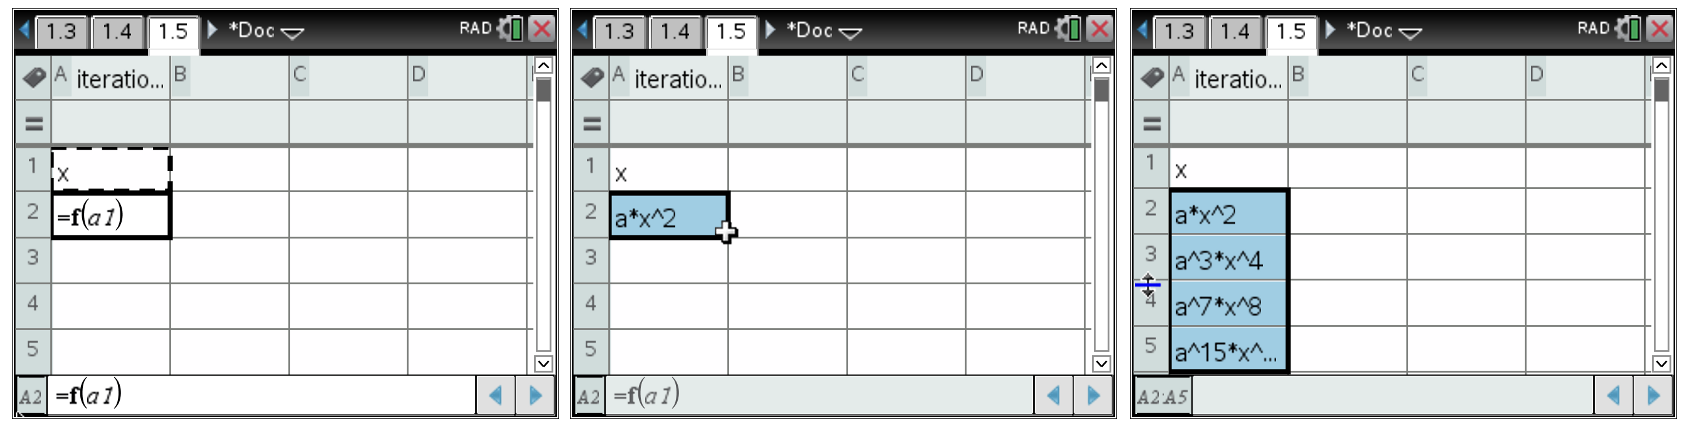 1.3 1.4 1.5 *Doc RAD
A iteratio... B C D
=
1 x
2 =f(a1)
3
4
5
A2 =f(a1)
1.3 1.4 1.5 *Doc RAD
A iteratio... B C D
=
1 x
2 a*x^2
3
4
5
A2 =f(a1)
1.3 1.4 1.5 *Doc RAD
A iteratio... B C D
=
1 x
2 a*x^2
3 a^3*x^4
4 a^7*x^8
5 a^15*x^...
A2:A5